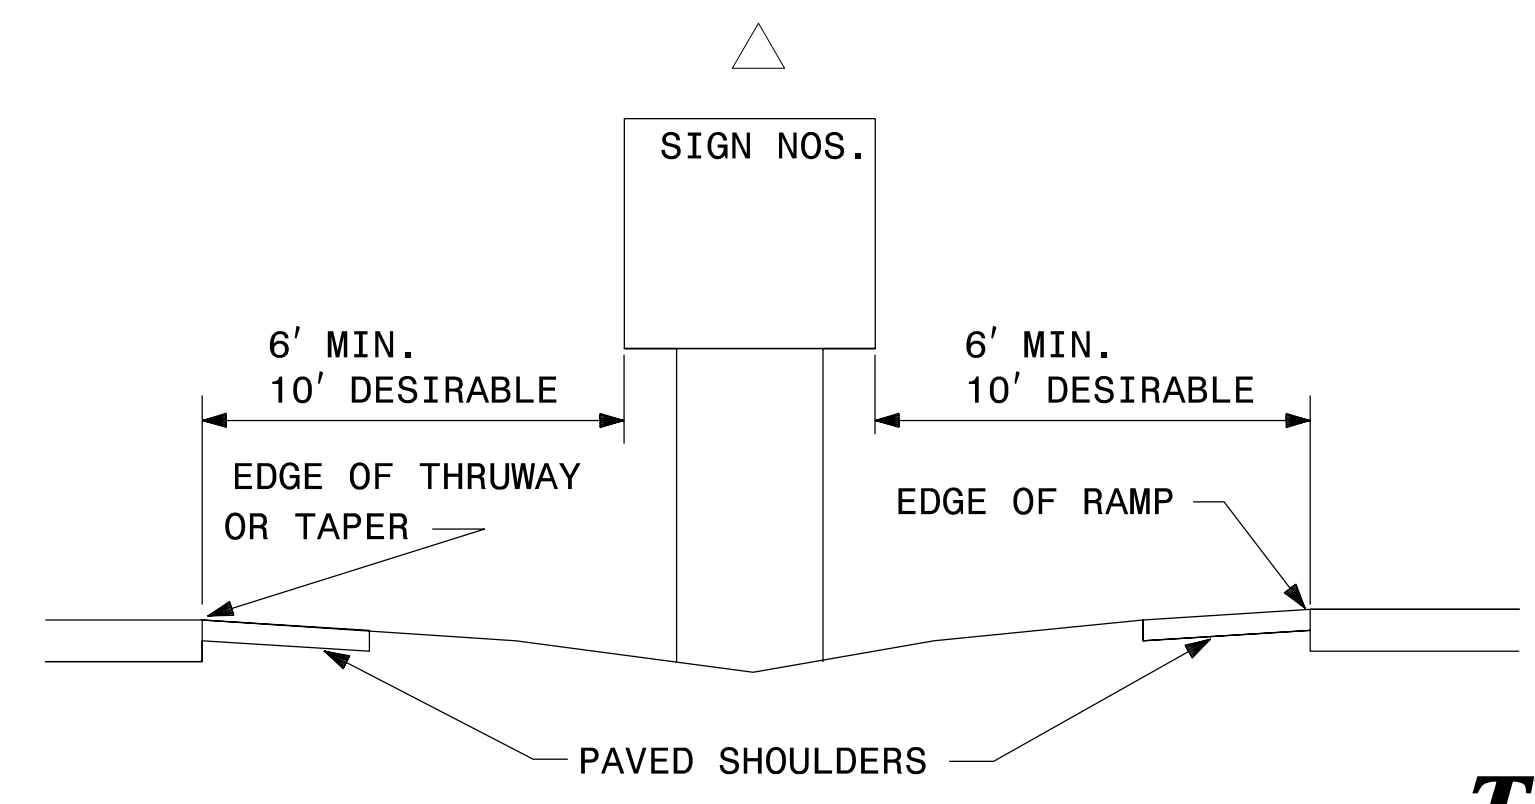 SIGN NOS.
6' MIN.
10' DESIRABLE
6' MIN.
10' DESIRABLE
EDGE OF THRUWAY
OR TAPER
EDGE OF RAMP
PAVED SHOULDERS